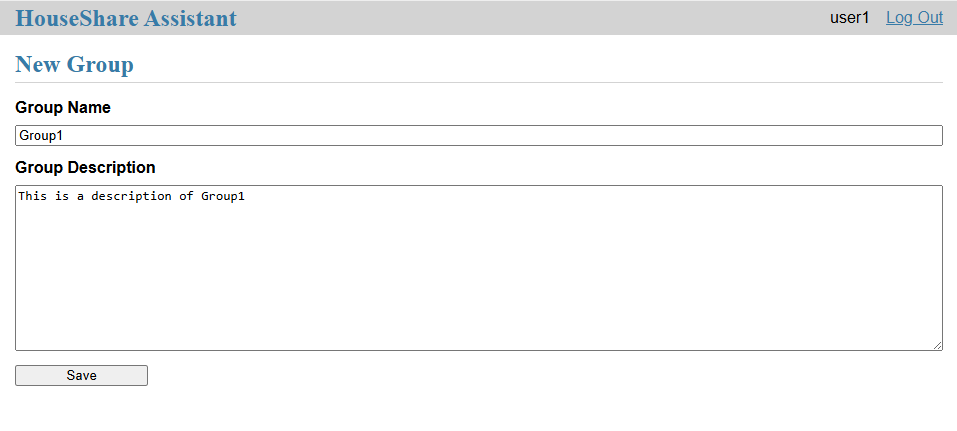 HouseShare Assistant
user1 Log Out
New Group
Group Name
Group1
Group Description
This is a description of Group1
Save